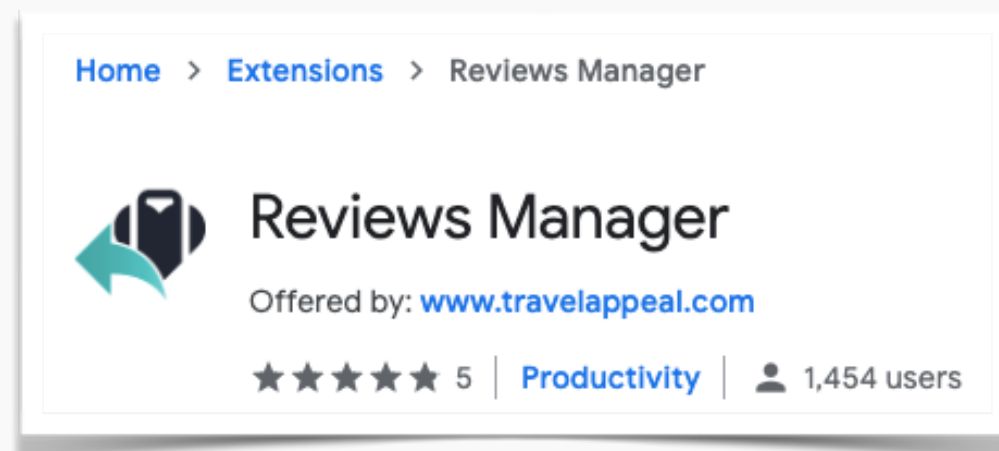 Home > Extensions > Reviews Manager
Reviews Manager
Offered by: www.travelappeal.com
★★★★★ 5 | Productivity | 1,454 users